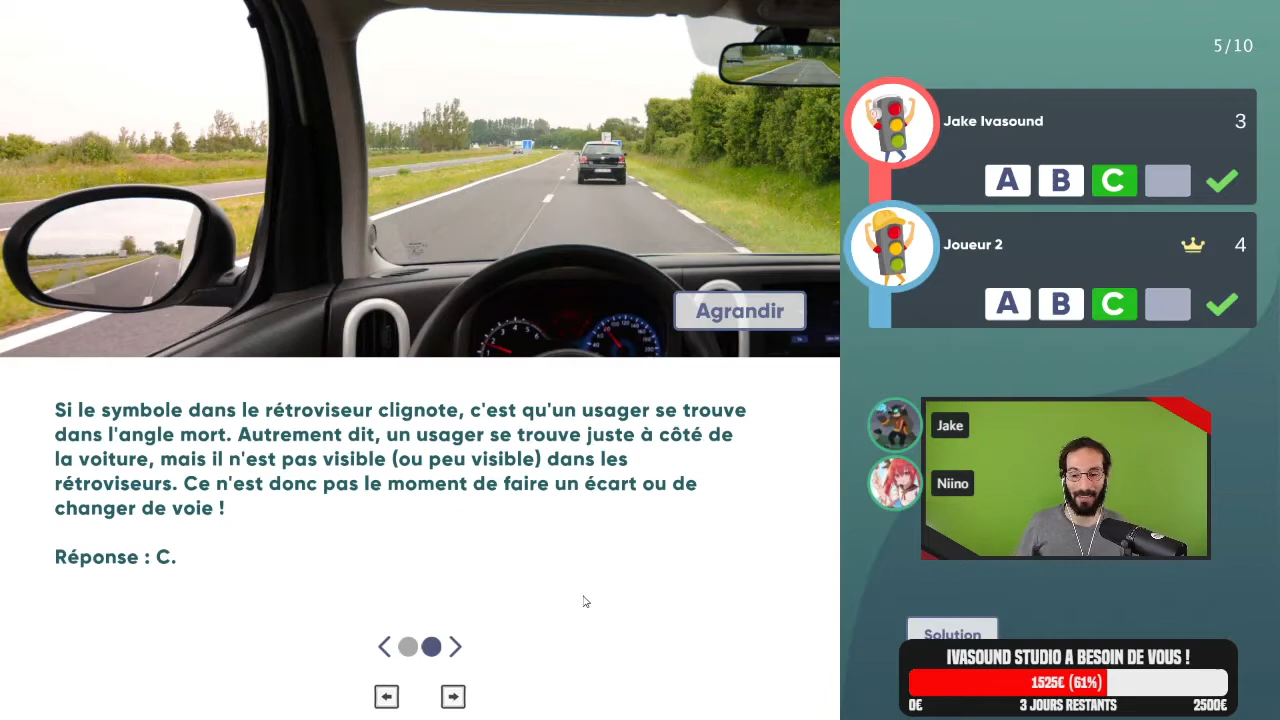 5/10
Jake Ivasound
3
A B C
Joueur 2
4
A B C
Agrandir
Si le symbole dans le rétroviseur clignote, c'est qu'un usager se trouve
dans l'angle mort. Autrement dit, un usager se trouve juste à côté de
la voiture, mais il n'est pas visible (ou peu visible) dans les
rétroviseurs. Ce n'est donc pas le moment de faire un écart ou de
changer de voie !
Réponse : C.
Jake
Niino
Solution
IVASOUND STUDIO A BESOIN DE VOUS !
1525€ (61%)
0€ 3 JOURS RESTANTS 2500€